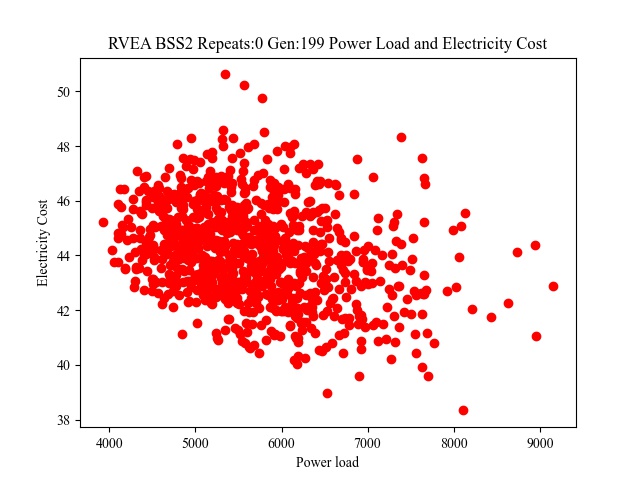 RVEA BSS2 Repeats:0 Gen:199 Power Load and Electricity Cost
50
48
46
44
42
40
38
Electricity Cost
4000 5000 6000 7000 8000 9000
Power load